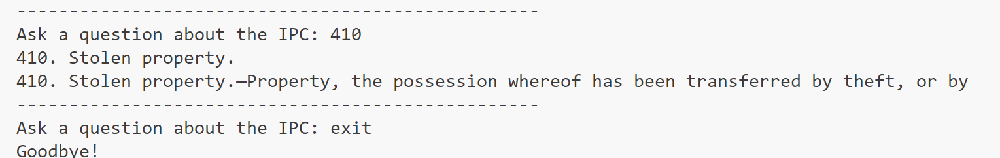 --------------------------------------------------
Ask a question about the IPC: 410
410. Stolen property.
410. Stolen property.—Property, the possession whereof has been transferred by theft, or by
--------------------------------------------------
Ask a question about the IPC: exit
Goodbye!